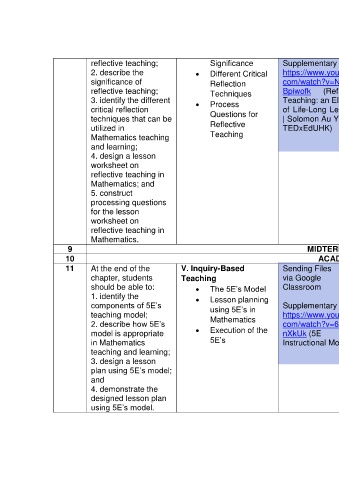 reflective teaching;
2. describe the
significance of
reflective teaching;
3. identify the different
critical reflection
techniques that can be
utilized in
Mathematics teaching
and learning;
4. design a lesson
worksheet on
reflective teaching in
Mathematics; and
5. construct
processing questions
for the lesson
worksheet on
reflective teaching in
Mathematics.
Significance
• Different Critical
Reflection
Techniques
• Process
Questions for
Reflective
Teaching
Supplementary
https://www.you
com/watch?v=N
Bpiwofk (Ref
Teaching: an El
of Life-Long Le
| Solomon Au Y
TEDxEdUHK)
9 MIDTER
10 ACAD
11
At the end of the
chapter, students
should be able to:
1. identify the
components of 5E's
teaching model;
2. describe how 5E's
model is appropriate
in Mathematics
teaching and learning;
3. design a lesson
plan using 5E's model;
and
4. demonstrate the
designed lesson plan
using 5E's model.
V. Inquiry-Based
Teaching
• The 5E's Model
• Lesson planning
using 5E's in
Mathematics
• Execution of the
5E's
Sending Files
via Google
Classroom
Supplementary
https://www.you
com/watch?v=6
nXkUk (5E
Instructional Mo